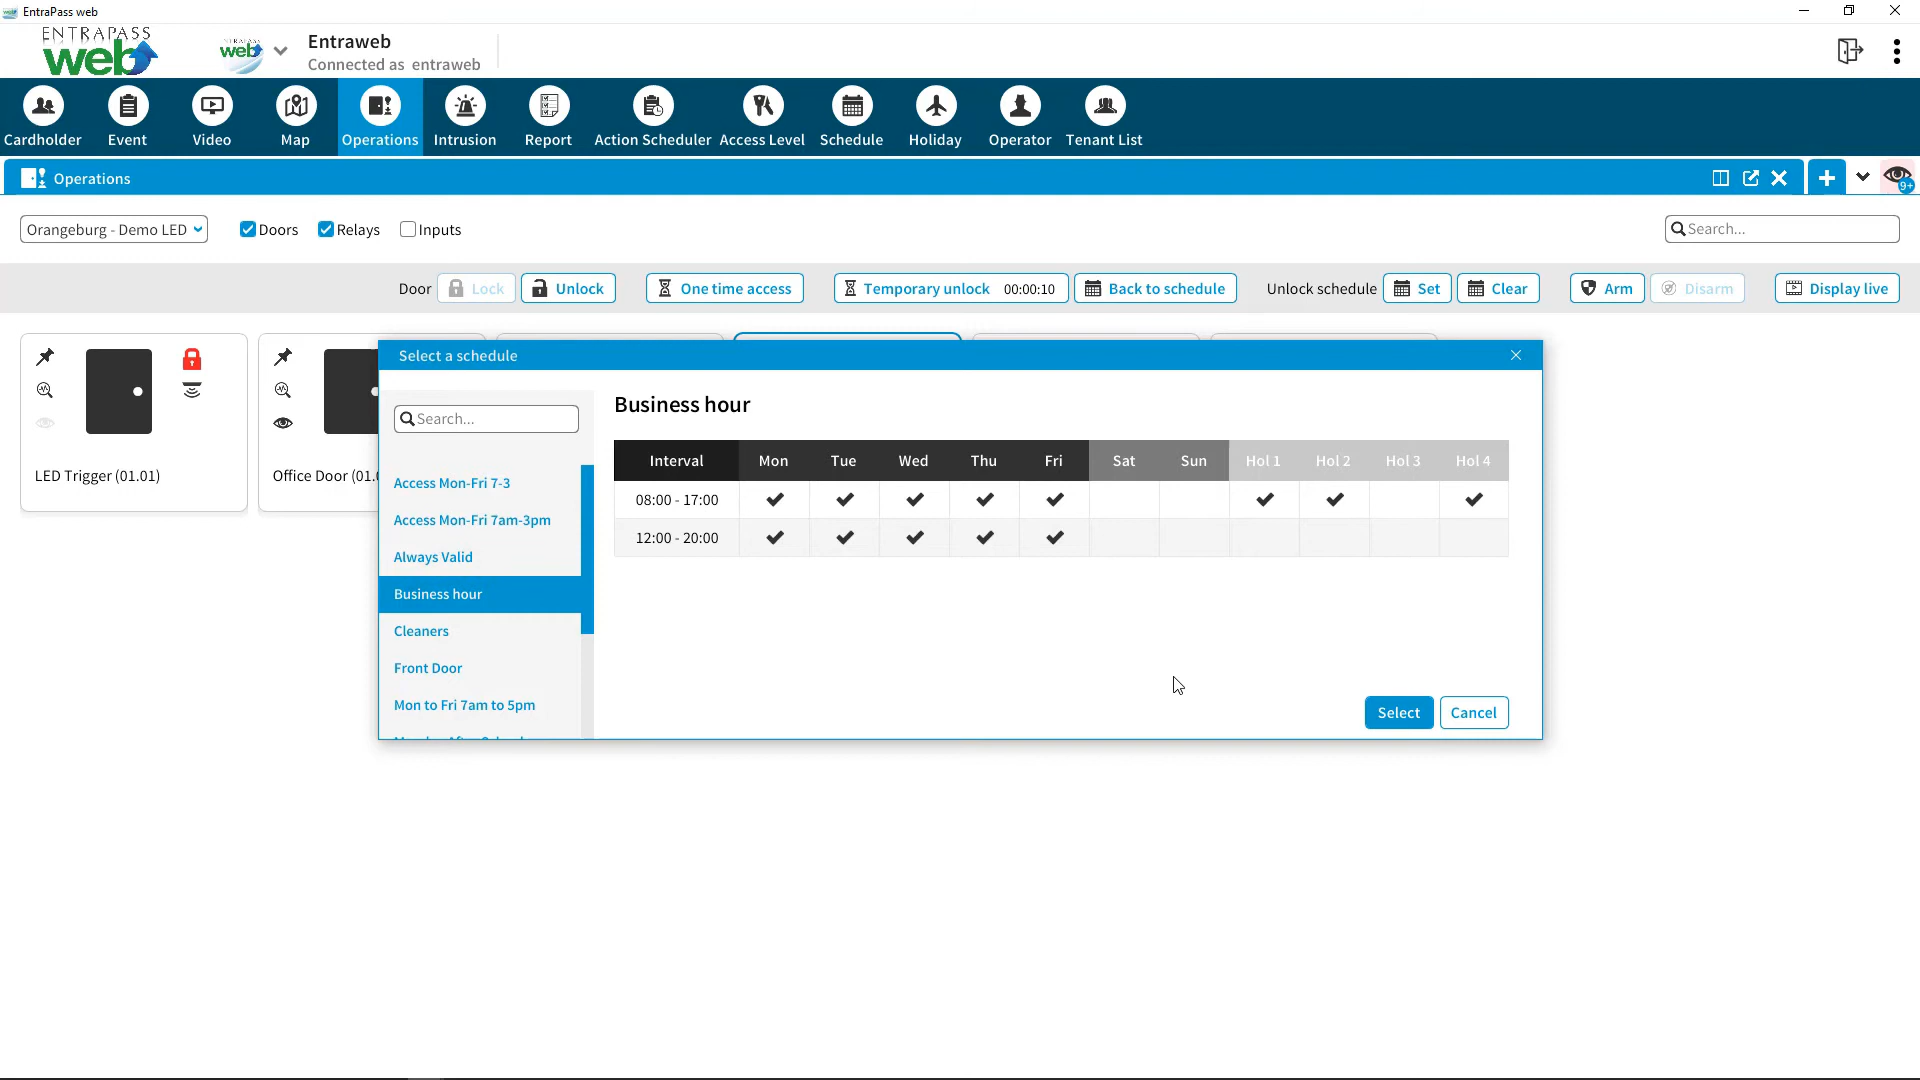 EntraPass web
ENTRAPASS
web
ENTRAPASS
web
Entraweb
Connected as entraweb
Cardholder
Event
Video
Map
Operations
Intrusion
Report
Action Scheduler
Access Level
Schedule
Holiday
Operator
Tenant List
Operations
9+
Orangeburg - Demo LED
Doors
Relays
Inputs
Search...
Door
Lock
Unlock
One time access
Temporary unlock 00:00:10
Back to schedule
Unlock schedule
Set
Clear
Arm
Disarm
Display live
LED Trigger (01.01)
Office Door (01.
Select a schedule
Search...
Access Mon-Fri 7-3
Access Mon-Fri 7am-3pm
Always Valid
Business hour
Cleaners
Front Door
Mon to Fri 7am to 5pm
Business hour
Interval Mon Tue Wed Thu Fri Sat Sun Hol 1 Hol 2 Hol 3 Hol 4
08:00 - 17:00
12:00 - 20:00
Select
Cancel